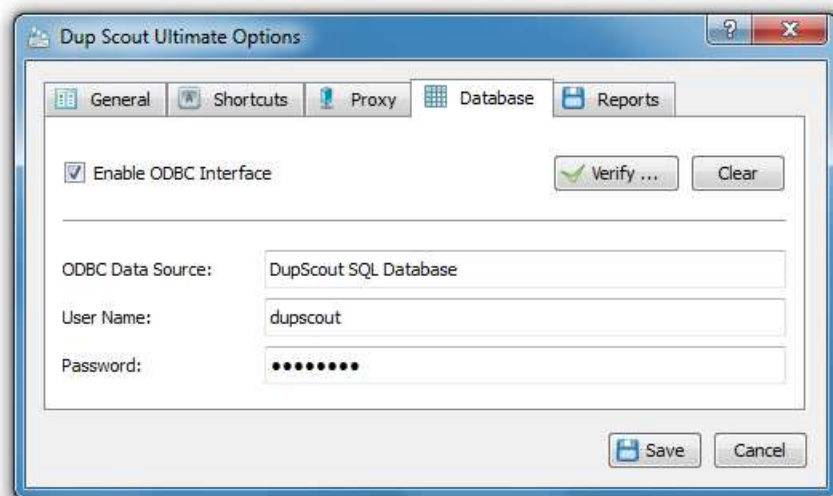 Dup Scout Ultimate Options
General Shortcuts Proxy Database Reports
Enable ODBC Interface Verify ... Clear
ODBC Data Source: DupScout SQL Database
User Name: dupscout
Password: ●●●●●●●●
Save Cancel